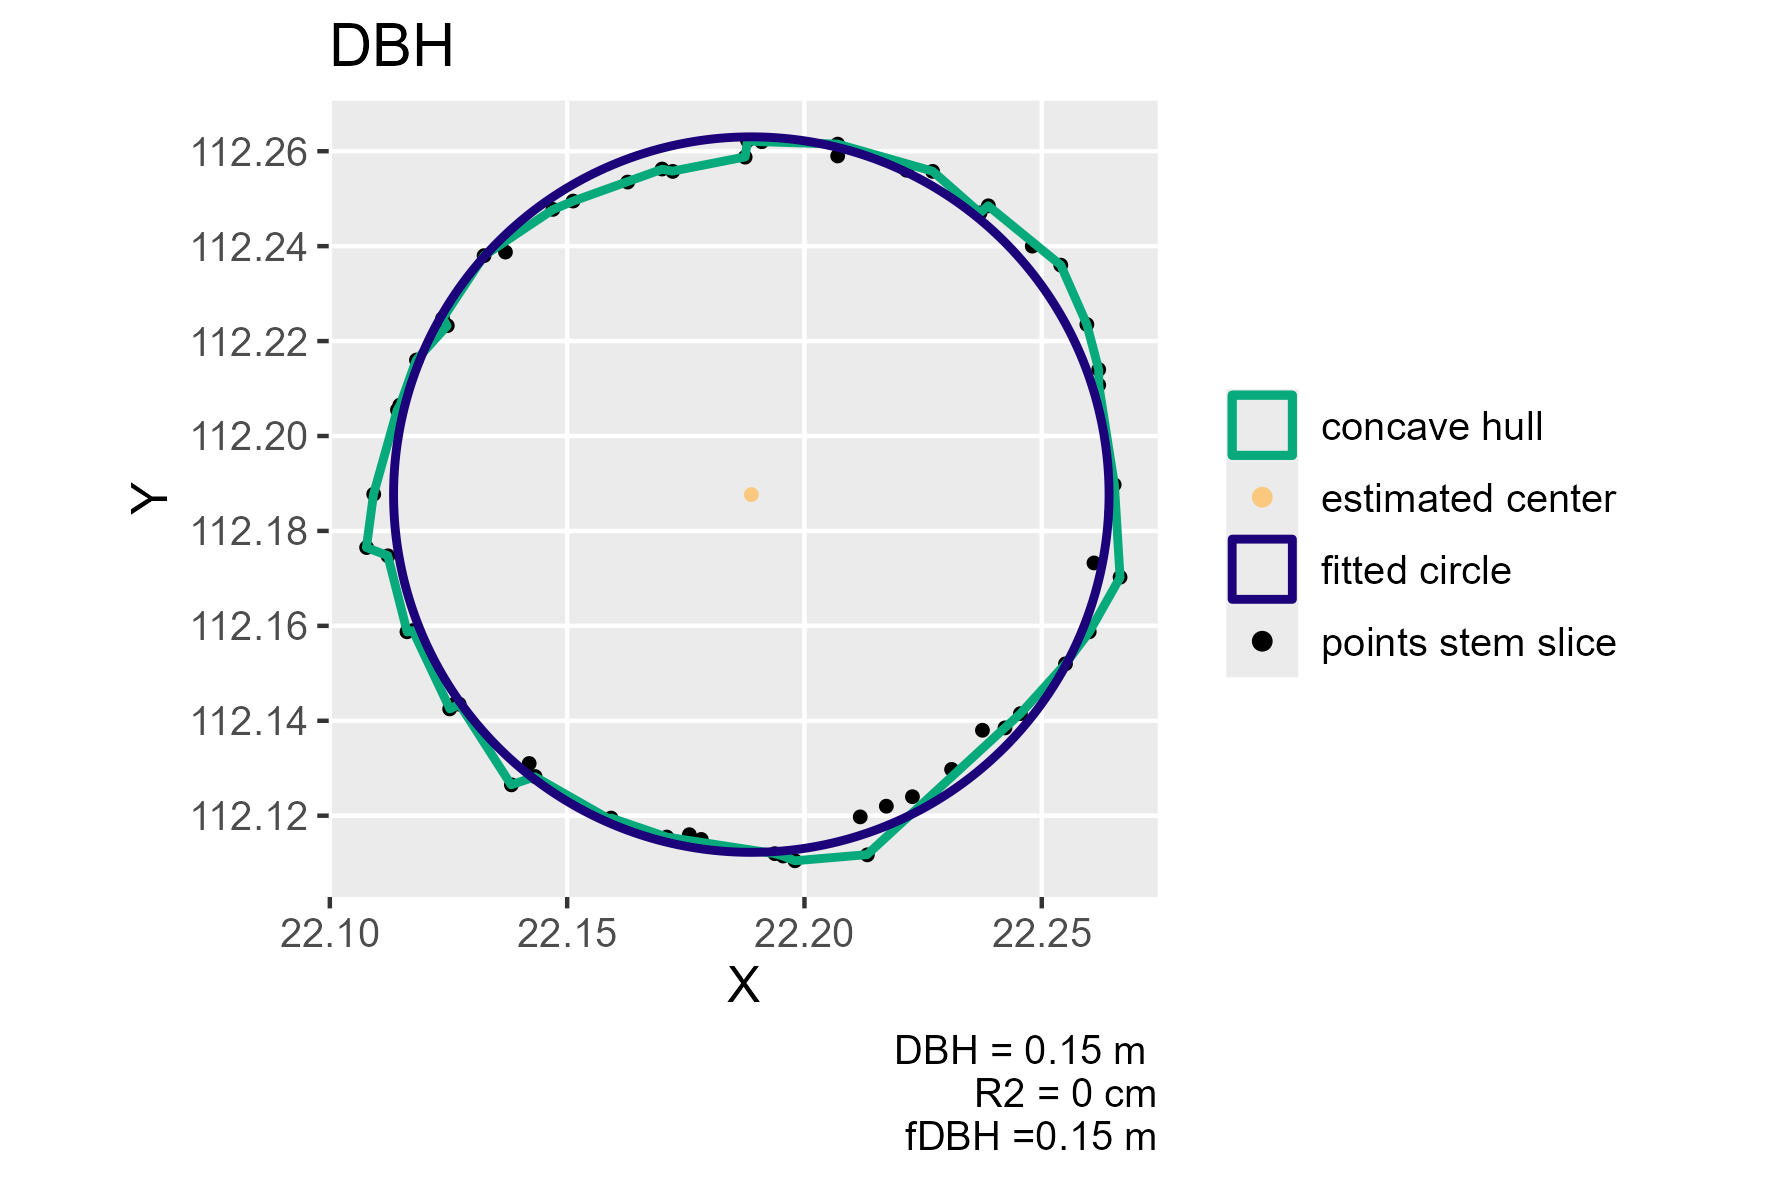 DBH
112.26
112.24
112.22
112.20
112.18
112.16
112.14
112.12
Y
22.10 22.15 22.20 22.25
X
concave hull
estimated center
fitted circle
points stem slice
DBH = 0.15 m
R2 = 0 cm
fDBH =0.15 m